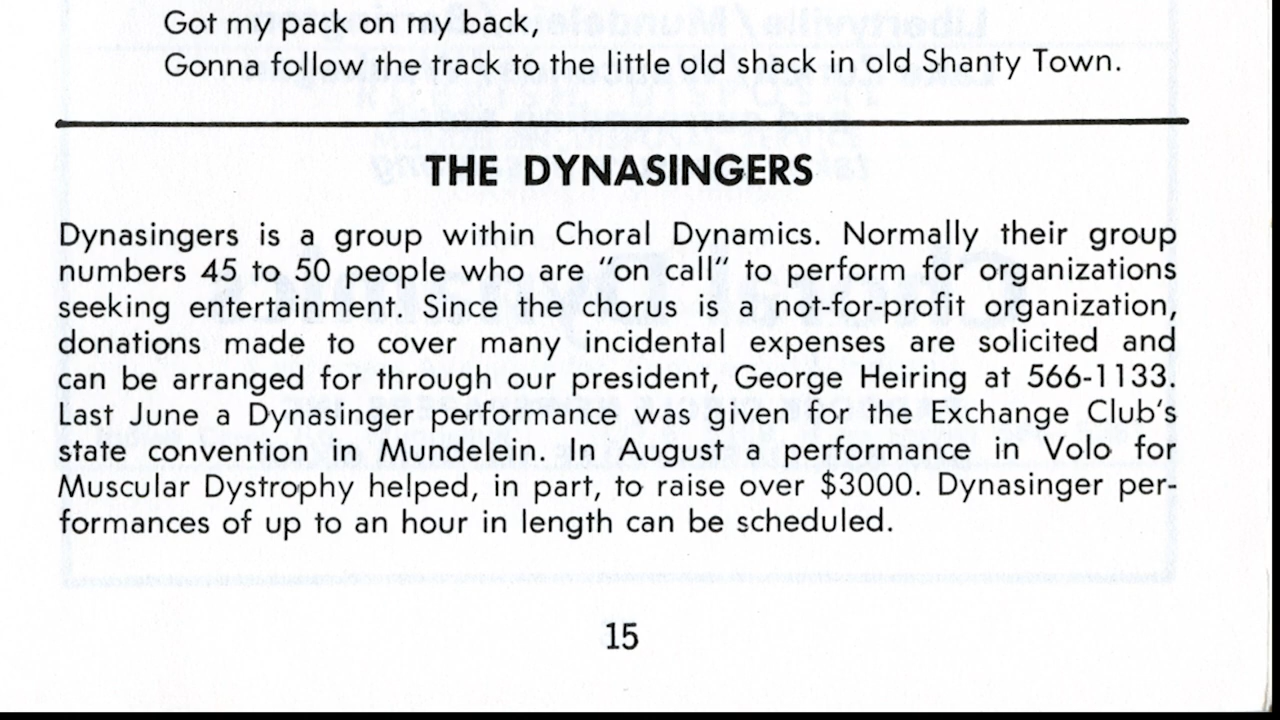 Got my pack on my back,
Gonna follow the track to the little old shack in old Shanty Town.
THE DYNASINGERS
Dynasingers is a group within Choral Dynamics. Normally their group
numbers 45 to 50 people who are "on call" to perform for organizations
seeking entertainment. Since the chorus is a not-for-profit organization,
donations made to cover many incidental expenses are solicited and
can be arranged for through our president, George Heiring at 566-1133.
Last June a Dynasinger performance was given for the Exchange Club's
state convention in Mundelein. In August a performance in Volo for
Muscular Dystrophy helped, in part, to raise over $3000. Dynasinger per-
formances of up to an hour in length can be scheduled.
15